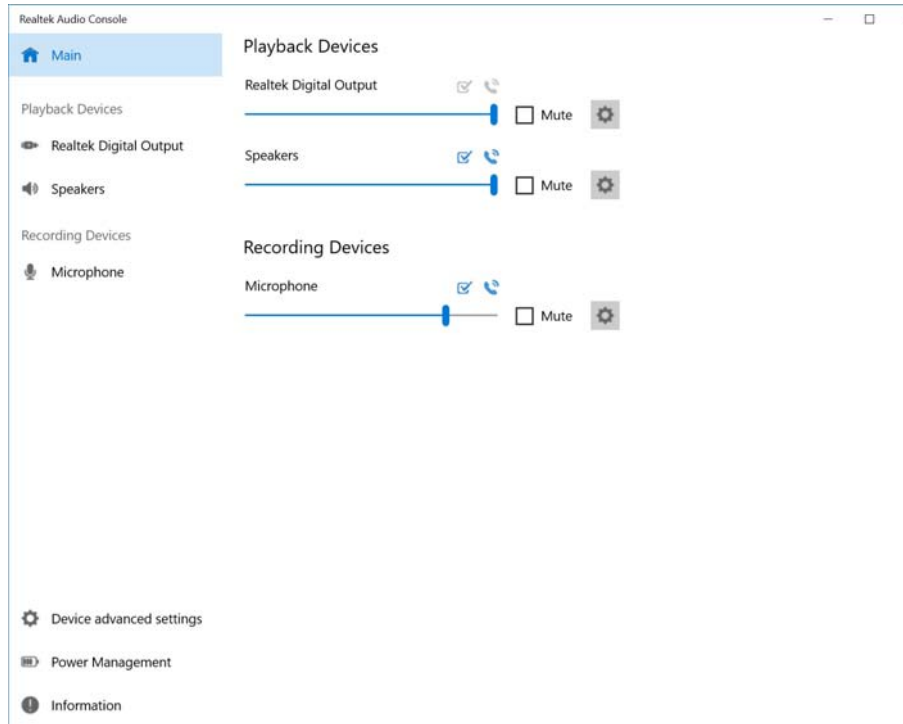 Realtek Audio Console
Main
Playback Devices
Realtek Digital Output
Speakers
Recording Devices
Microphone
Device advanced settings
Power Management
Information
Playback Devices
Realtek Digital Output
Mute
Speakers
Mute
Recording Devices
Microphone
Mute